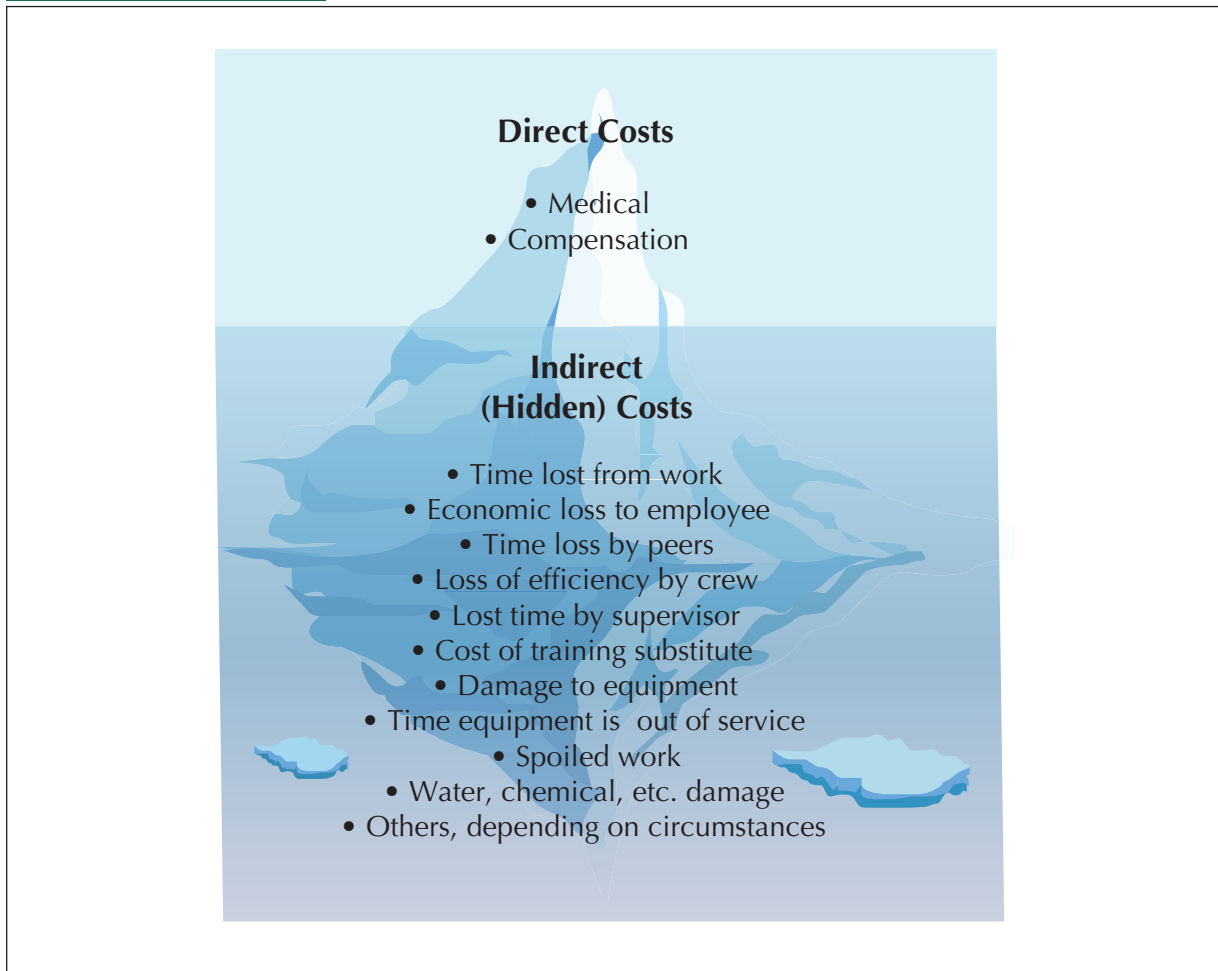 Direct Costs
• Medical
• Compensation
Indirect
(Hidden) Costs
• Time lost from work
• Economic loss to employee
• Time loss by peers
• Loss of efficiency by crew
• Lost time by supervisor
• Cost of training substitute
• Damage to equipment
• Time equipment is  out of service
• Spoiled work
• Water, chemical, etc. damage
• Others, depending on circumstances